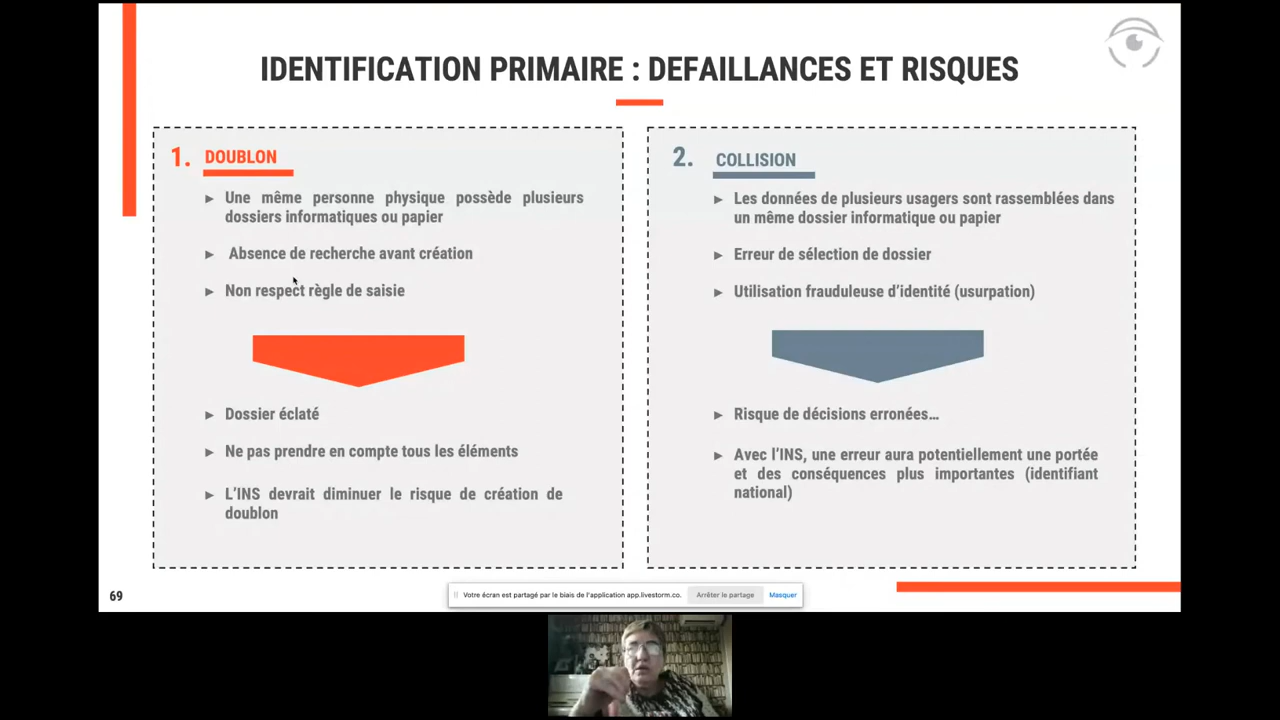 IDENTIFICATION PRIMAIRE : DEFAILLANCES ET RISQUES
1. DOUBLON
► Une même personne physique possède plusieurs
dossiers informatiques ou papier
► Absence de recherche avant création
► Non respect règle de saisie
► Dossier éclaté
► Ne pas prendre en compte tous les éléments
► L'INS devrait diminuer le risque de création de
doublon
2. COLLISION
► Les données de plusieurs usagers sont rassemblées dans
un même dossier informatique ou papier
► Erreur de sélection de dossier
► Utilisation frauduleuse d'identité (usurpation)
► Risque de décisions erronées…
► Avec l'INS, une erreur aura potentiellement une portée
et des conséquences plus importantes (identifiant
national)
69
Votre écran est partagé par le biais de l'application app.livestorm.co. Arrêter le partage Masquer